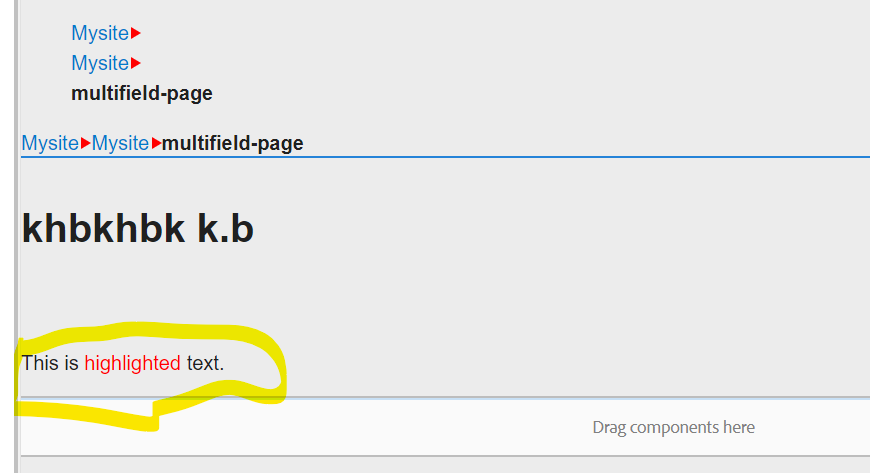 Mysite
Mysite
multifield-page
Mysite Mysite multifield-page
khbkhbk k.b
This is highlighted text.
Drag components here